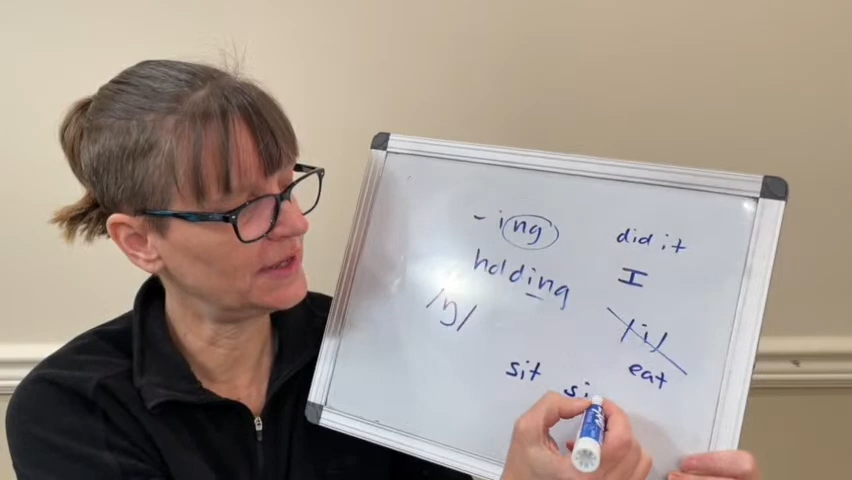 -ing
holding
/ŋ/
did it
I
/i/
eat
sit si